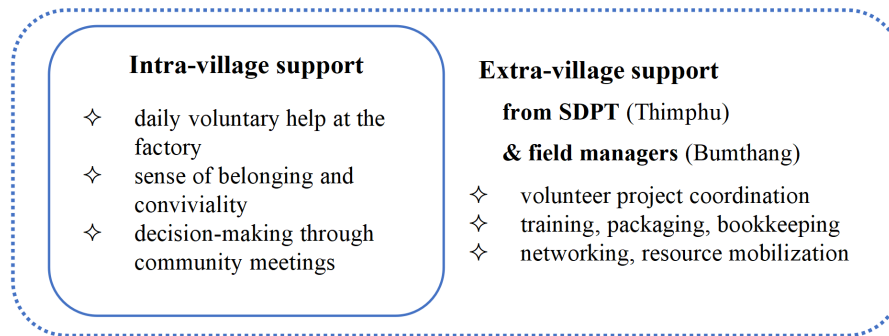 Intra-village support
✧ daily voluntary help at the
factory
✧ sense of belonging and
conviviality
✧ decision-making through
community meetings
Extra-village support
from SDPT (Thimphu)
& field managers (Bumthang)
✧ volunteer project coordination
✧ training, packaging, bookkeeping
✧ networking, resource mobilization